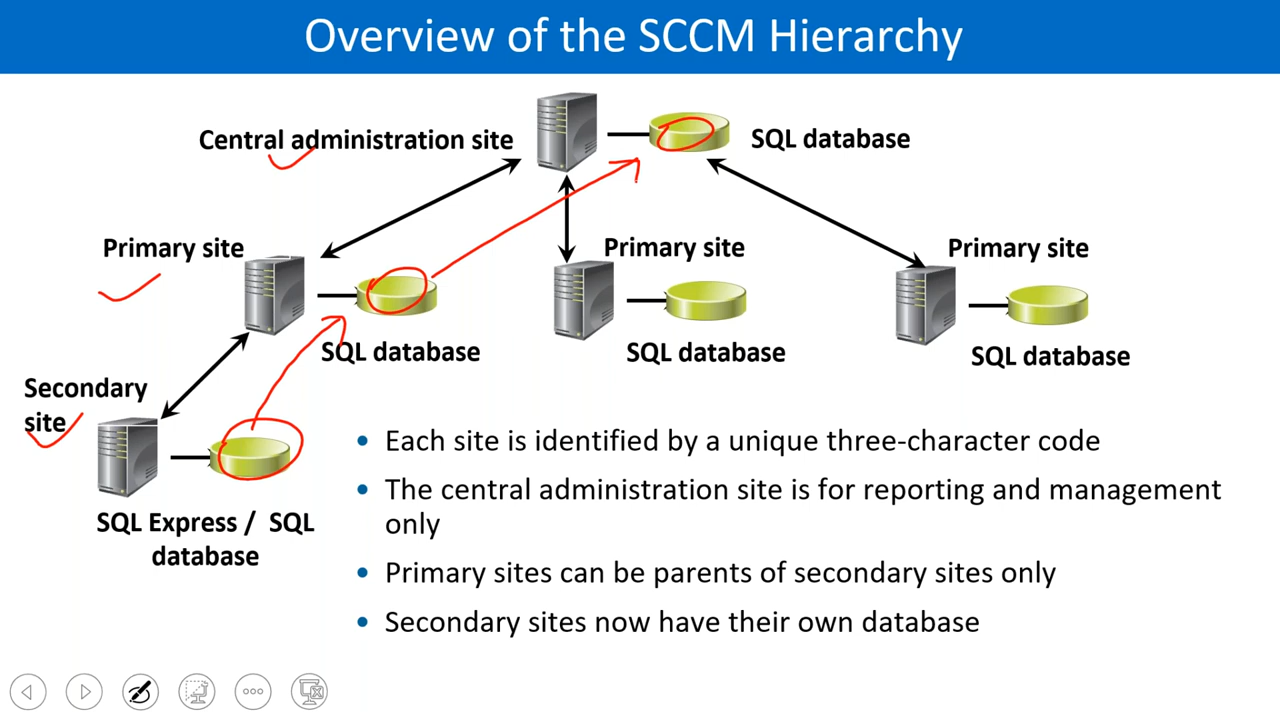 Overview of the SCCM Hierarchy
Central administration site
SQL database
Primary site
SQL database
Primary site
SQL database
Primary site
SQL database
Secondary
site
SQL Express / SQL
database
• Each site is identified by a unique three-character code
• The central administration site is for reporting and management
only
• Primary sites can be parents of secondary sites only
• Secondary sites now have their own database